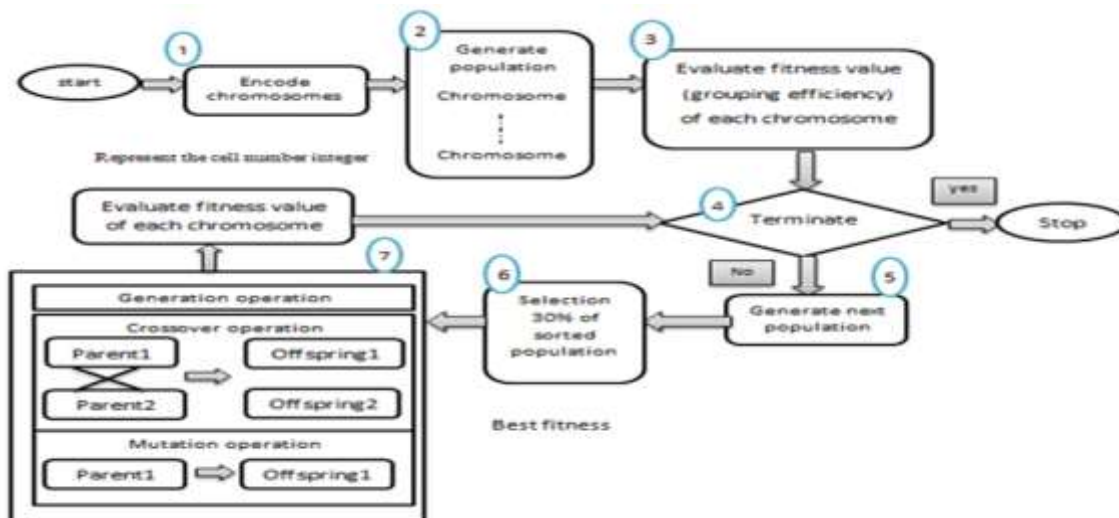 1
start
Encode
chromosomes
Represent the cell number integer
2
Generate
population
Chromosome
Chromosome
3
Evaluate fitness value
(grouping efficiency)
of each chromosome
4
Terminate
yes
Stop
No
5
Generate next
population
6
Selection
30% of
sorted
population
Best fitness
7
Generation operation
Crossover operation
Parent1
Offspring1
Parent2
Offspring2
Mutation operation
Parent1
Offspring1
Evaluate fitness value
of each chromosome